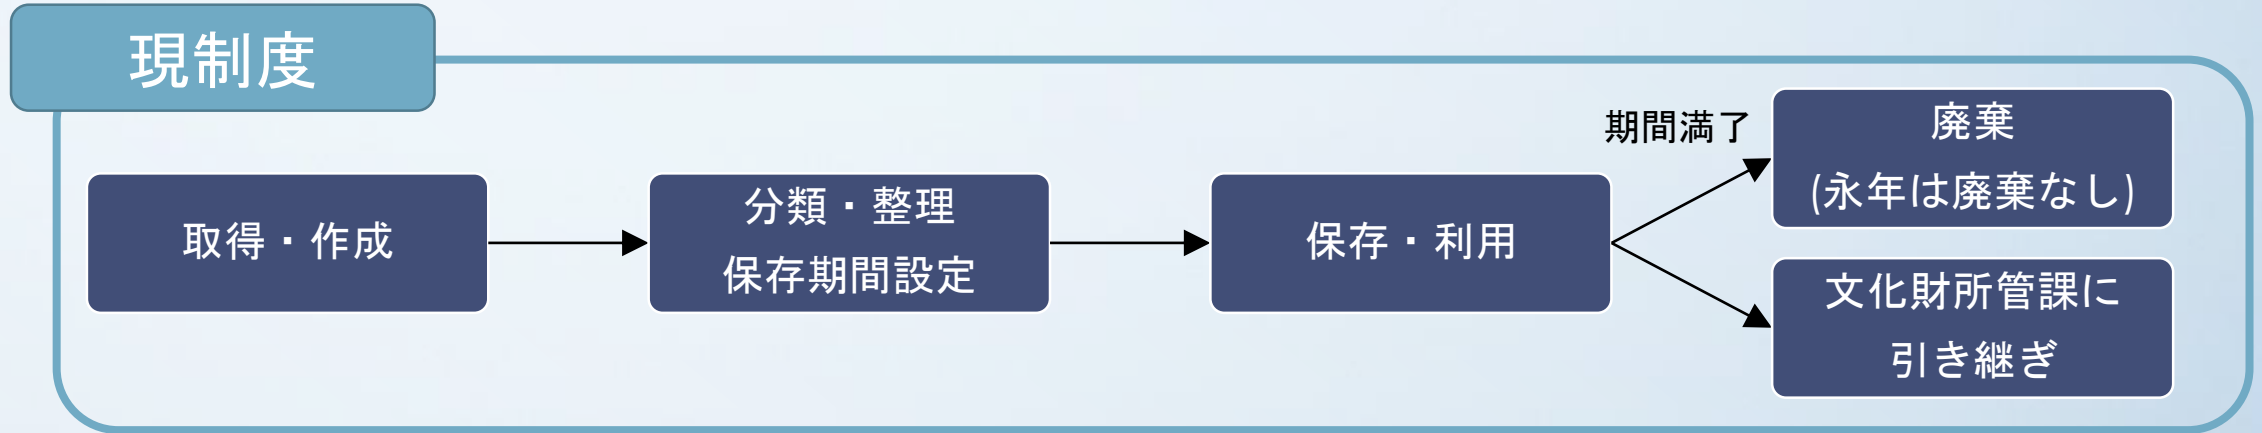 現制度
取得・作成
分類・整理
保存期間設定
保存・利用
期間満了
廃棄
(永年は廃棄なし)
文化財所管課に
引き継ぎ